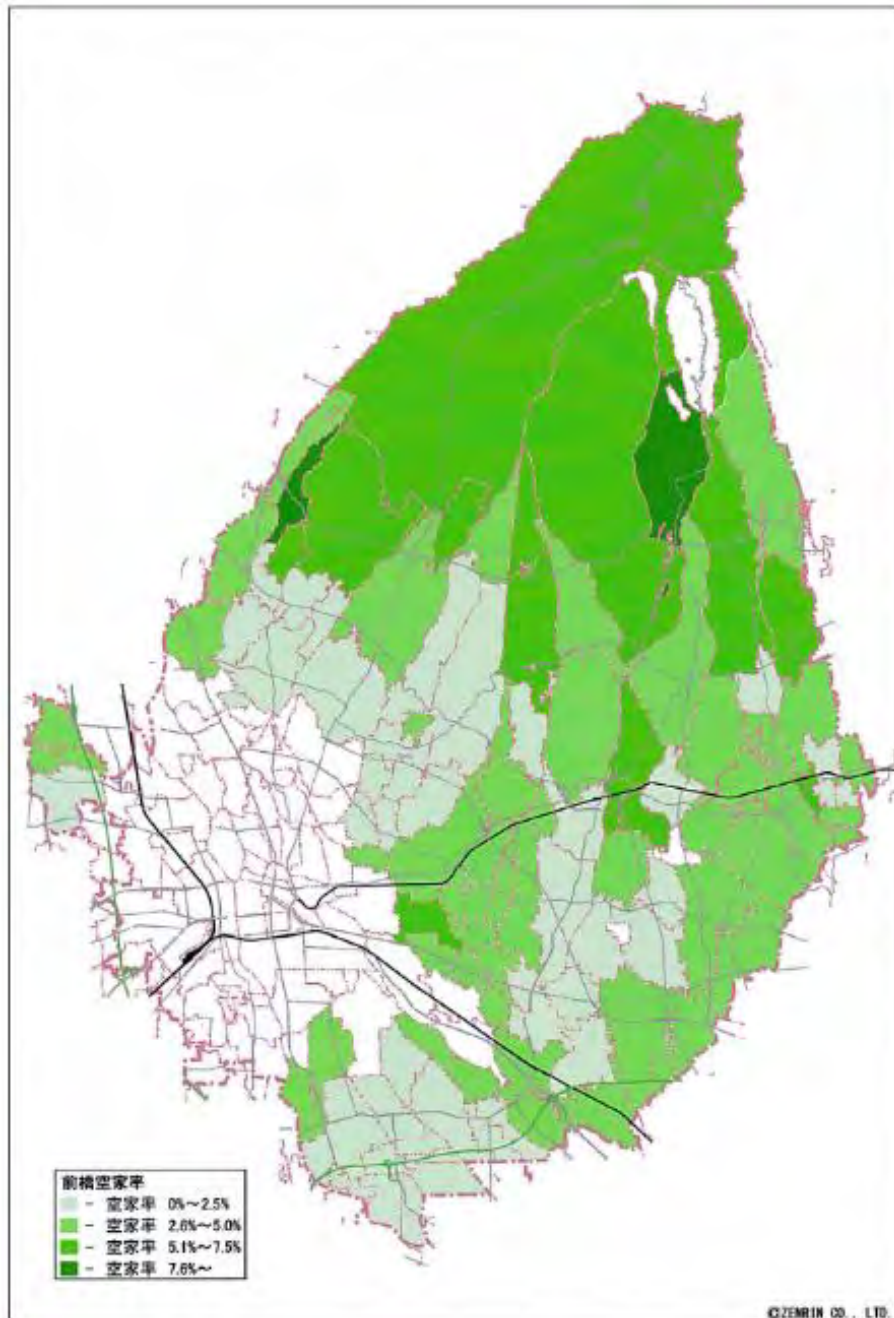 前橋空家率
- 空家率 0%～2.5%
- 空家率 2.6%～5.0%
- 空家率 5.1%～7.5%
- 空家率 7.6%～
©ZENRIN CO., LTD.